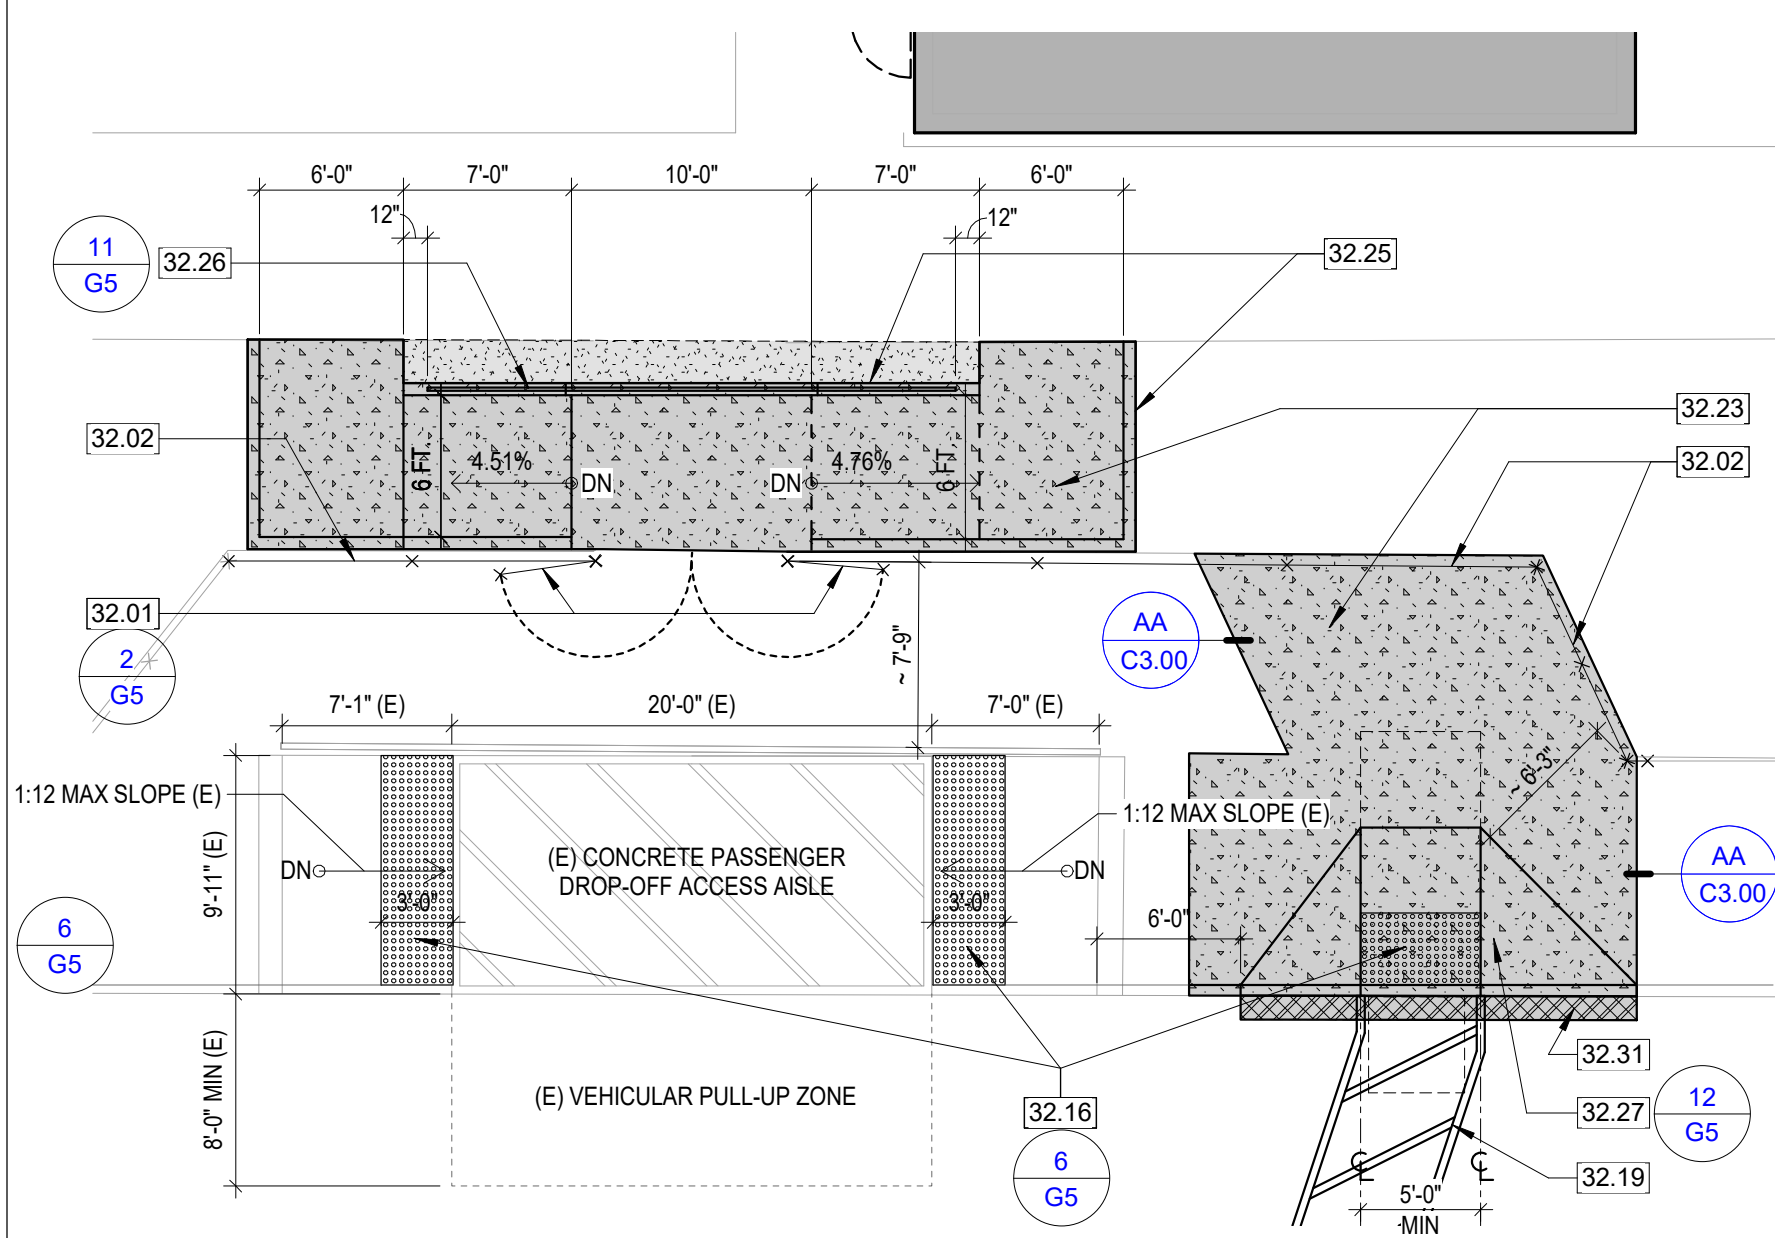 6'-0" 7'-0" 10'-0" 7'-0" 6'-0"
12" 12"
11
G5
32.26
32.25
32.23
32.02
32.02
6 FT.
4.51%
DN
DN
4.76%
6 FT.
32.01
2
G5
~ 7'-9"
AA
C3.00
7'-1" (E) 20'-0" (E) 7'-0" (E)
1:12 MAX SLOPE (E)
1:12 MAX SLOPE (E)
~ 6'-3"
9'-11" (E)
DN
(E) CONCRETE PASSENGER
DROP-OFF ACCESS AISLE
DN
3'-0"
3'-0"
AA
C3.00
6
G5
6'-0"
8'-0" MIN (E)
(E) VEHICULAR PULL-UP ZONE
32.16
6
G5
32.31
32.27
12
G5
32.19
5'-0"
MIN